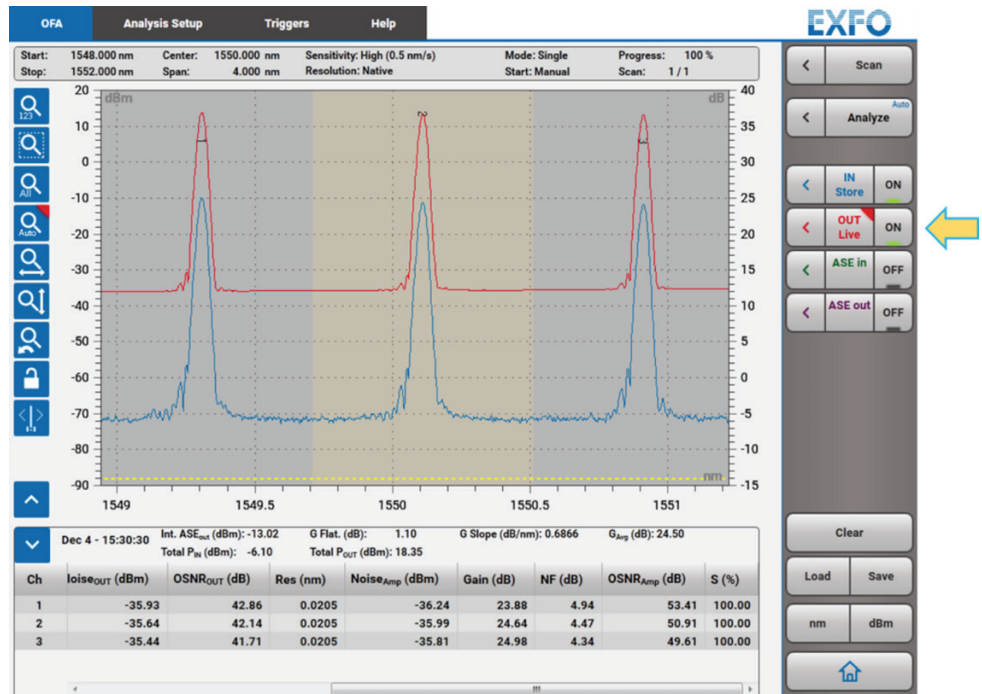 OFA Analysis Setup Triggers Help EXFO
Start: 1548.000 nm Center: 1550.000 nm Sensitivity: High (0.5 nm/s) Mode: Single Progress: 100 %
Stop: 1552.000 nm Span: 4.000 nm Resolution: Native Start: Manual Scan: 1 / 1
Scan
Auto
Analyze
IN
Store
ON
OUT
Live
ON
ASE in
OFF
ASE out
OFF
123
All
Auto
1:1
dBm
dB
20
10
0
-10
-20
-30
-40
-50
-60
-70
-80
-90
40
35
30
25
20
15
10
5
0
-5
-10
-15
1
2
3
nm
1549 1549.5 1550 1550.5 1551
Dec 4 - 15:30:30
Int. ASEout (dBm): -13.02 G Flat. (dB): 1.10 G Slope (dB/nm): 0.6866 GAvg (dB): 24.50
Total PIN (dBm): -6.10 Total POUT (dBm): 18.35
Ch loiseOUT (dBm) OSNROUT (dB) Res (nm) NoiseAmp (dBm) Gain (dB) NF (dB) OSNRAmp (dB) S (%)
1 -35.93 42.86 0.0205 -36.24 23.88 4.94 53.41 100.00
2 -35.64 42.14 0.0205 -35.99 24.64 4.47 50.91 100.00
3 -35.44 41.71 0.0205 -35.81 24.98 4.34 49.61 100.00
Clear
Load Save
nm dBm